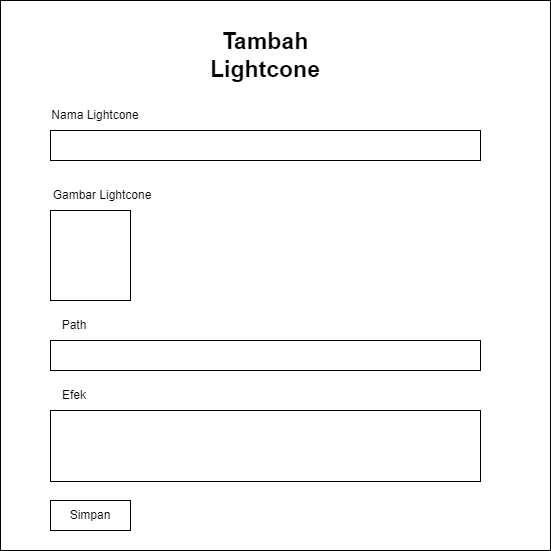 Tambah
Lightcone
Nama Lightcone
Gambar Lightcone
Path
Efek
Simpan